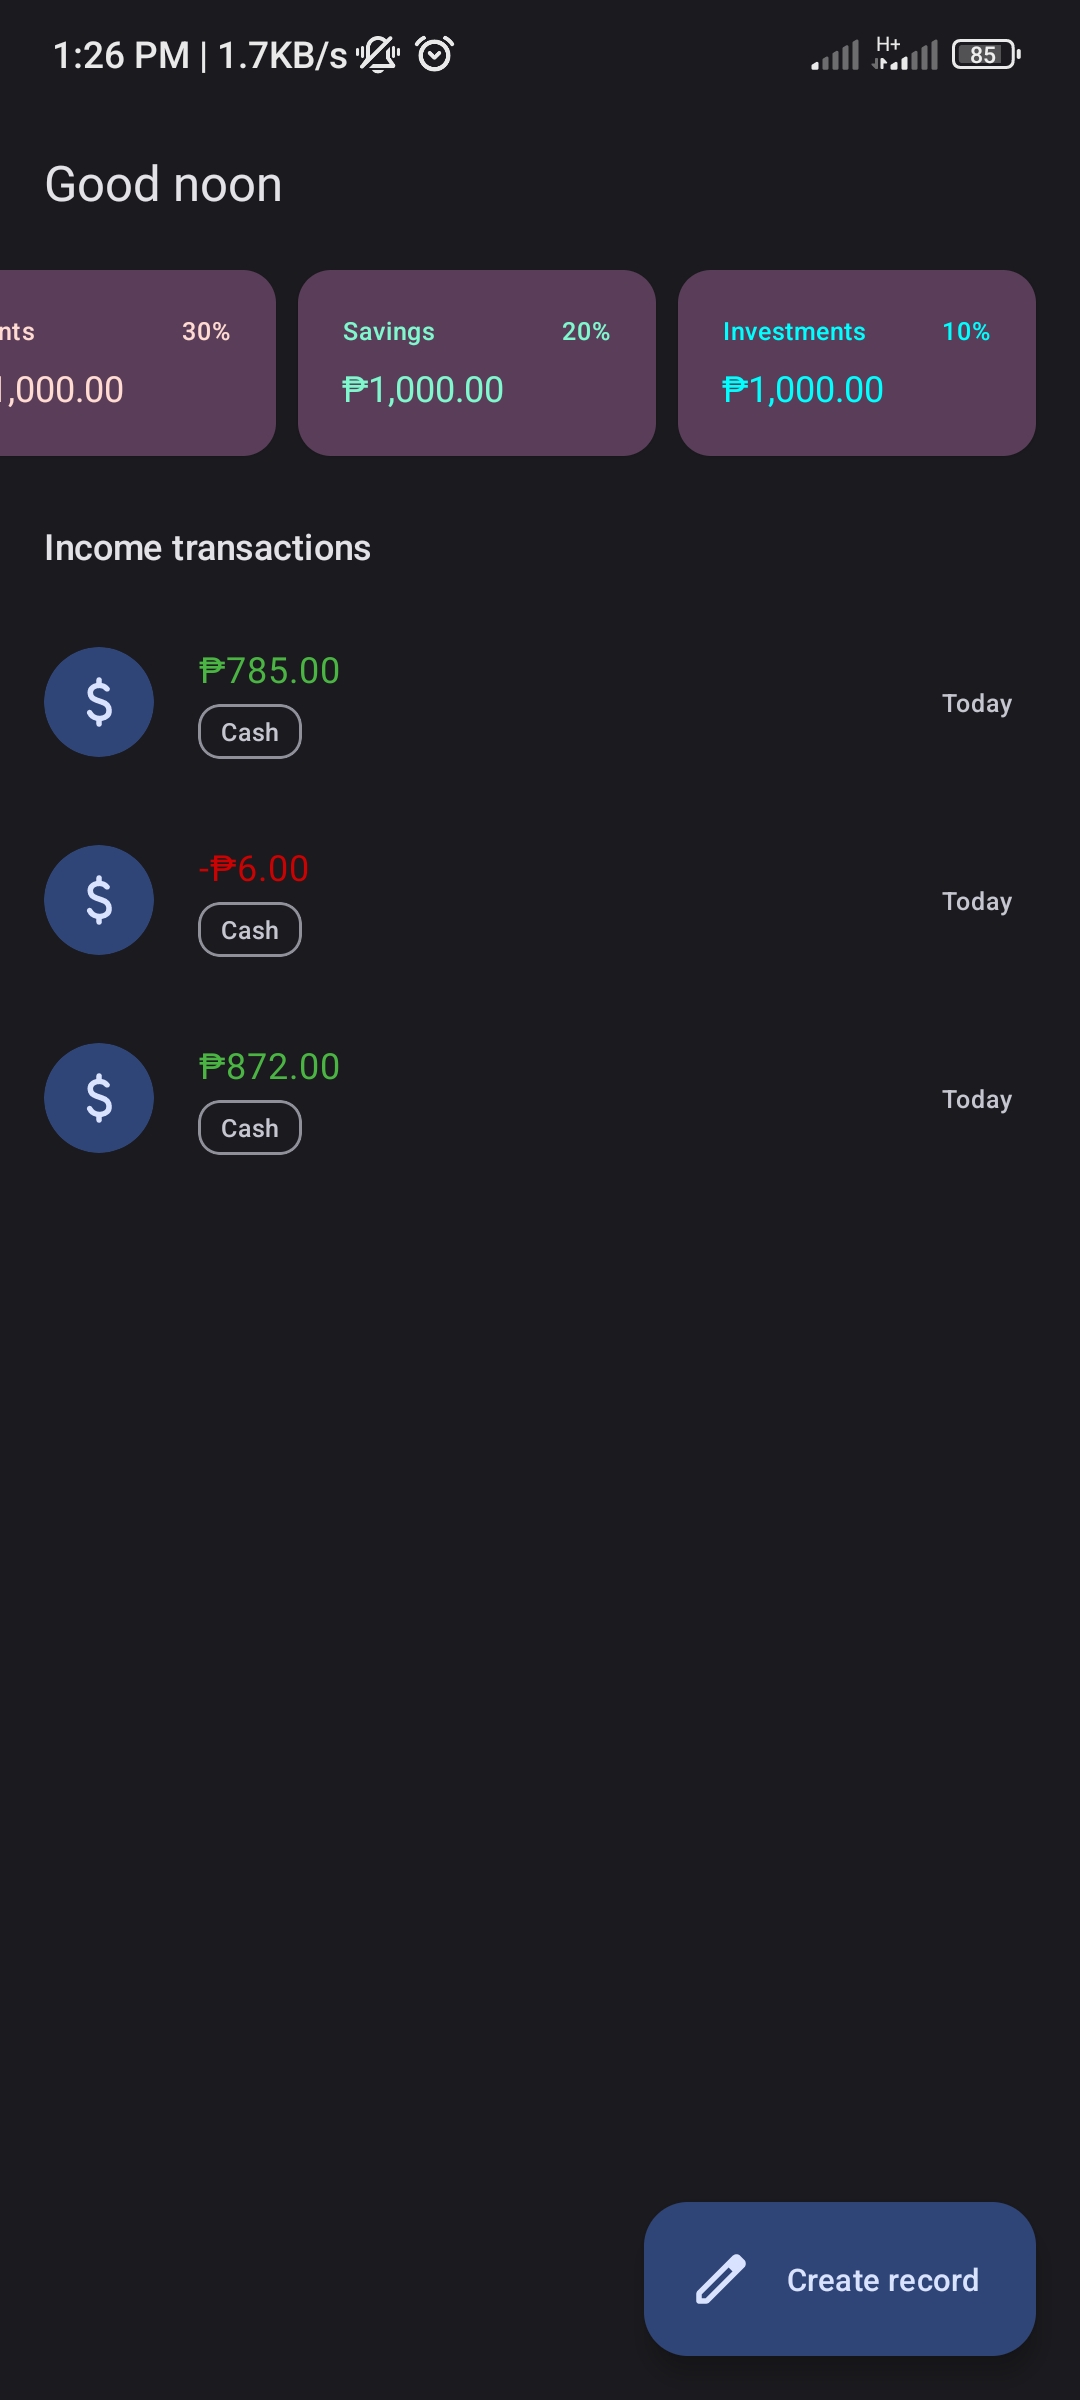 1:26 PM | 1.7KB/s H+ 85
Good noon
nts 30% Savings 20% Investments 10%
1,000.00 ₱1,000.00 ₱1,000.00
Income transactions
$ ₱785.00
Cash Today
$ -₱6.00
Cash Today
$ ₱872.00
Cash Today
Create record